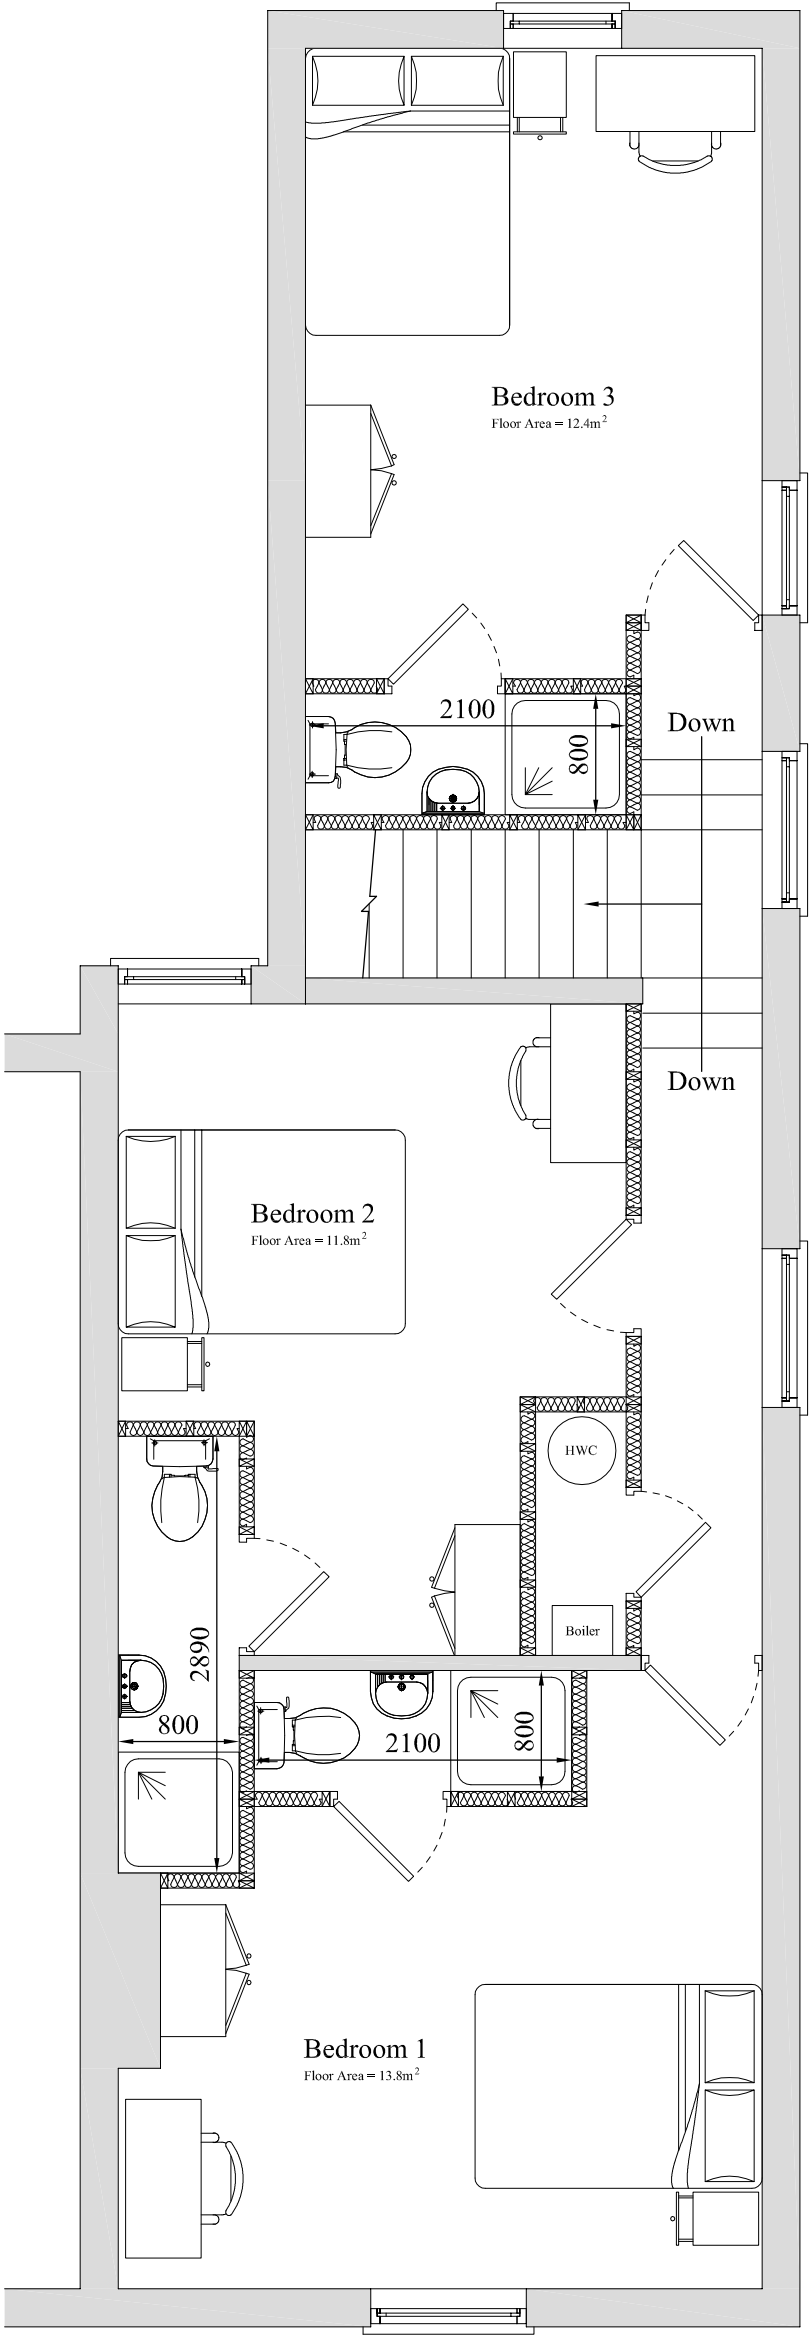 Bedroom 3
Floor Area = 12.4m²
2100
800
Down
Down
Bedroom 2
Floor Area = 11.8m²
HWC
Boiler
2890
800
2100
800
Bedroom 1
Floor Area = 13.8m²